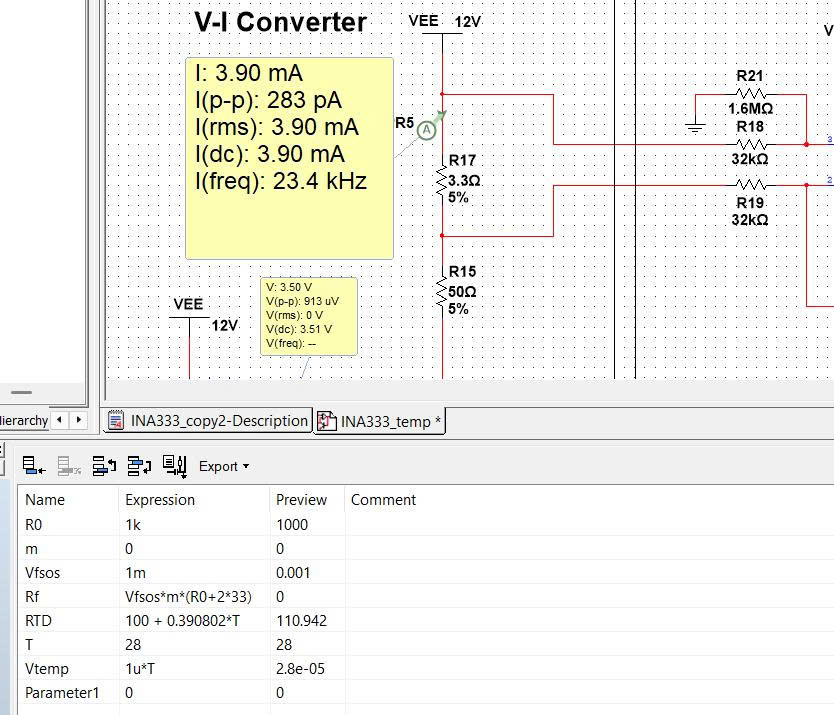 V-I Converter
VEE 12V
V
I: 3.90 mA
I(p-p): 283 pA
I(rms): 3.90 mA
I(dc): 3.90 mA
I(freq): 23.4 kHz
R5
A
R17
3.3Ω
5%
R15
50Ω
5%
R21
1.6MΩ
R18
32kΩ
3
2
R19
32kΩ
VEE
12V
V: 3.50 V
V(p-p): 913 uV
V(rms): 0 V
V(dc): 3.51 V
V(freq): --
lierarchy
INA333_copy2-Description
INA333_temp *
Export
Name Expression Preview Comment
R0 1k 1000
m 0 0
Vfsos 1m 0.001
Rf Vfsos*m*(R0+2*33) 0
RTD 100 + 0.390802*T 110.942
T 28 28
Vtemp 1u*T 2.8e-05
Parameter1 0 0